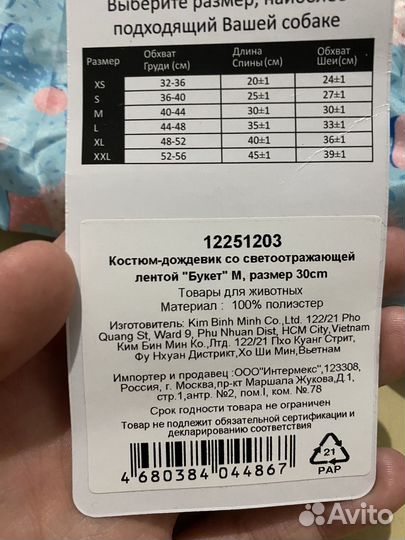 Выберите размер, наиболее
подходящий Вашей собаке
Размер Обхват Груди (см) Длина Спины (см) Обхват Шеи(см)
XS 32-36 20±1 24±1
S 36-40 25±1 27±1
M 40-44 30±1 30±1
L 44-48 35±1 33±1
XL 48-52 40±1 36±1
XXL 52-56 45±1 39±1
12251203
Костюм-дождевик со светоотражающей
лентой "Букет" М, размер 30cm
Товары для животных
Материал : 100% полиэстер
Изготовитель: Kim Binh Minh Co.,Ltd. 122/21 Pho
Quang St, Ward 9, Phu Nhuan Dist, HCM City,Vietnam
Ким Бин Мин Ко.,Лтд. 122/21 Пхо Куанг Стрит,
Фу Нхуан Дистрикт,Хо Ши Мин,Вьетнам
Импортер и продавец :ООО"Интермекс",123308,
Россия, г. Москва,пр-кт Маршала Жукова,Д.1,
стр.1,антр.№2, пом.I, ком.№.78
Срок годности товара не ограничен
Товар не подлежит обязательной сертификации и
декларированию соответствия
4 680384 044867
21
PAP
Avito